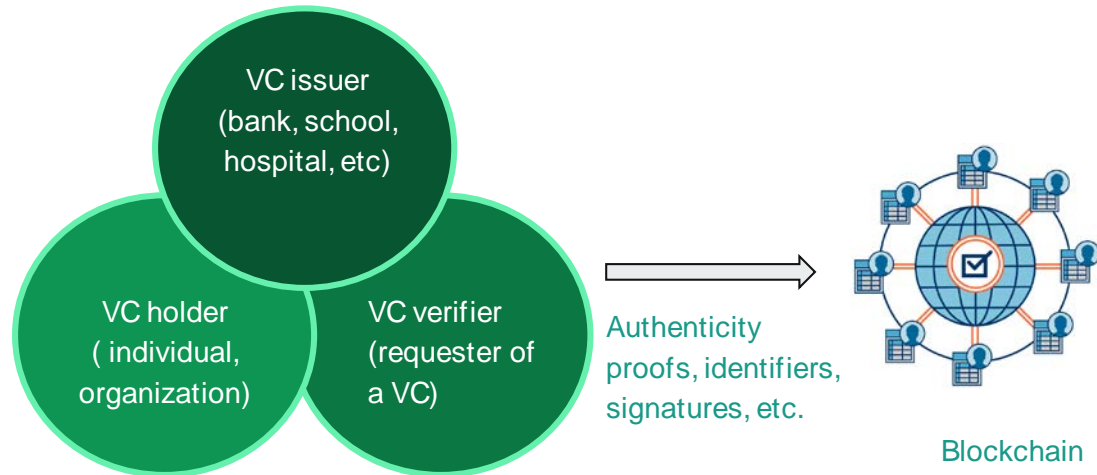 VC issuer
(bank, school,
hospital, etc)
VC holder
( individual,
organization)
VC verifier
(requester of
a VC)
Authenticity
proofs, identifiers,
signatures, etc.
Blockchain